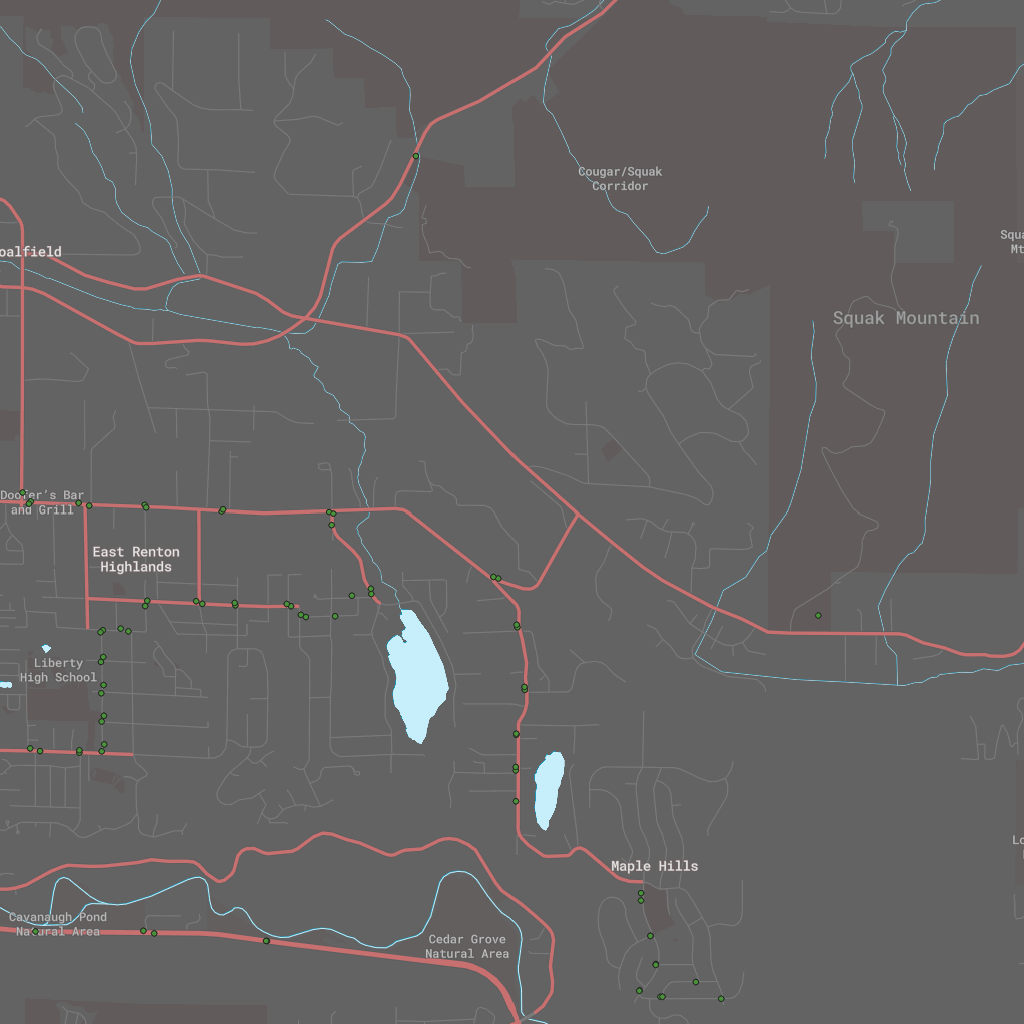 Cougar/Squak
Corridor
oalfield
Squa
Mt
Squak Mountain
Doofer's Bar
and Grill
East Renton
Highlands
Liberty
High School
Lo
Maple Hills
Cavanaugh Pond
Natural Area
Cedar Grove
Natural Area